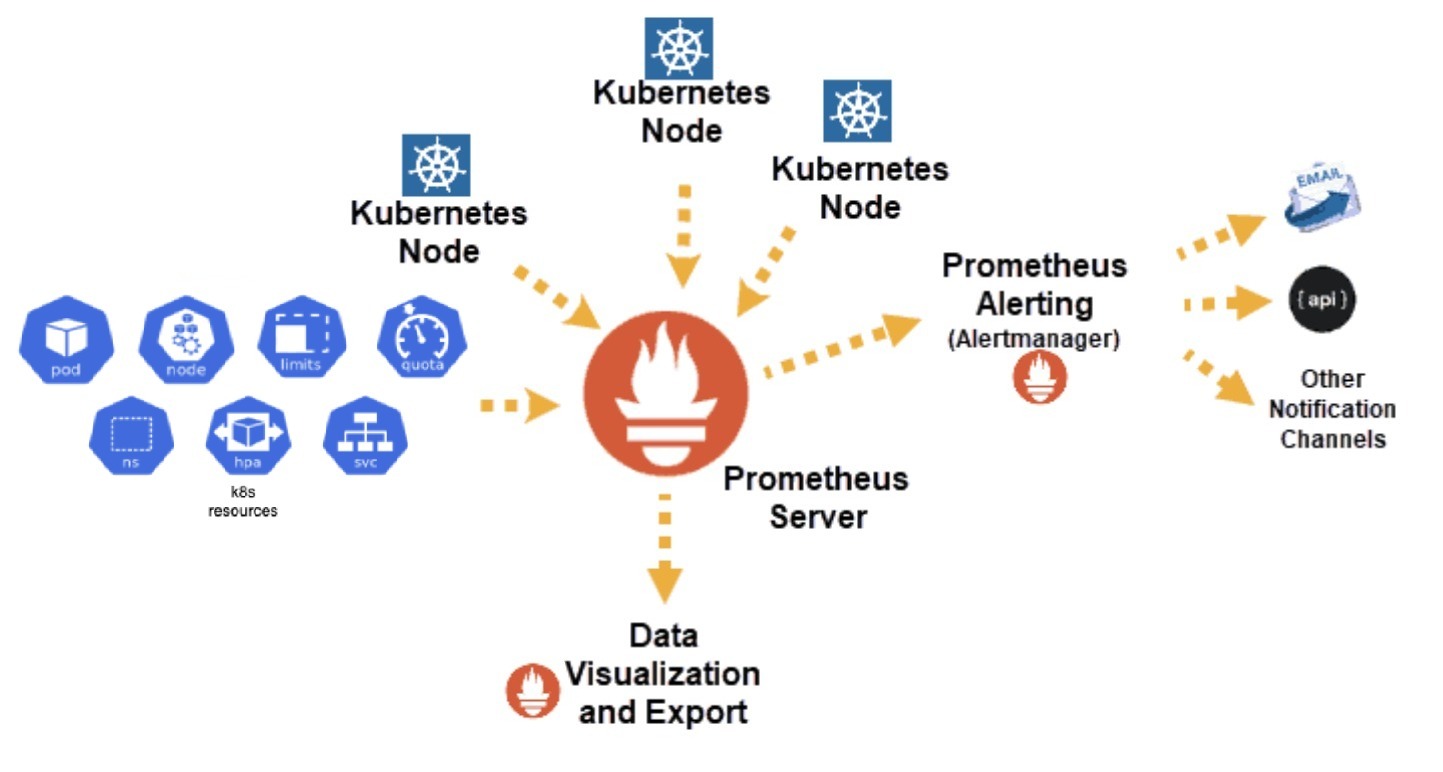 Kubernetes
Node
Kubernetes
Node
Kubernetes
Node
EMAIL
Prometheus
Alerting
(Alertmanager)
{api}
Other
Notification
Channels
pod
node
limits
quota
ns
hpa
svc
k8s
resources
Prometheus
Server
Data
Visualization
and Export